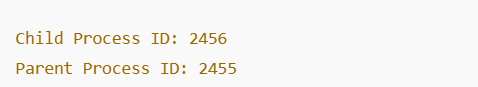 Child Process ID: 2456
Parent Process ID: 2455